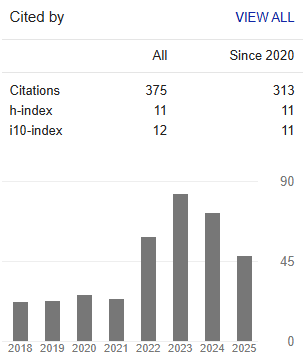 Cited by VIEW ALL
All Since 2020
Citations 375 313
h-index 11 11
i10-index 12 11
90
45
0
2018 2019 2020 2021 2022 2023 2024 2025